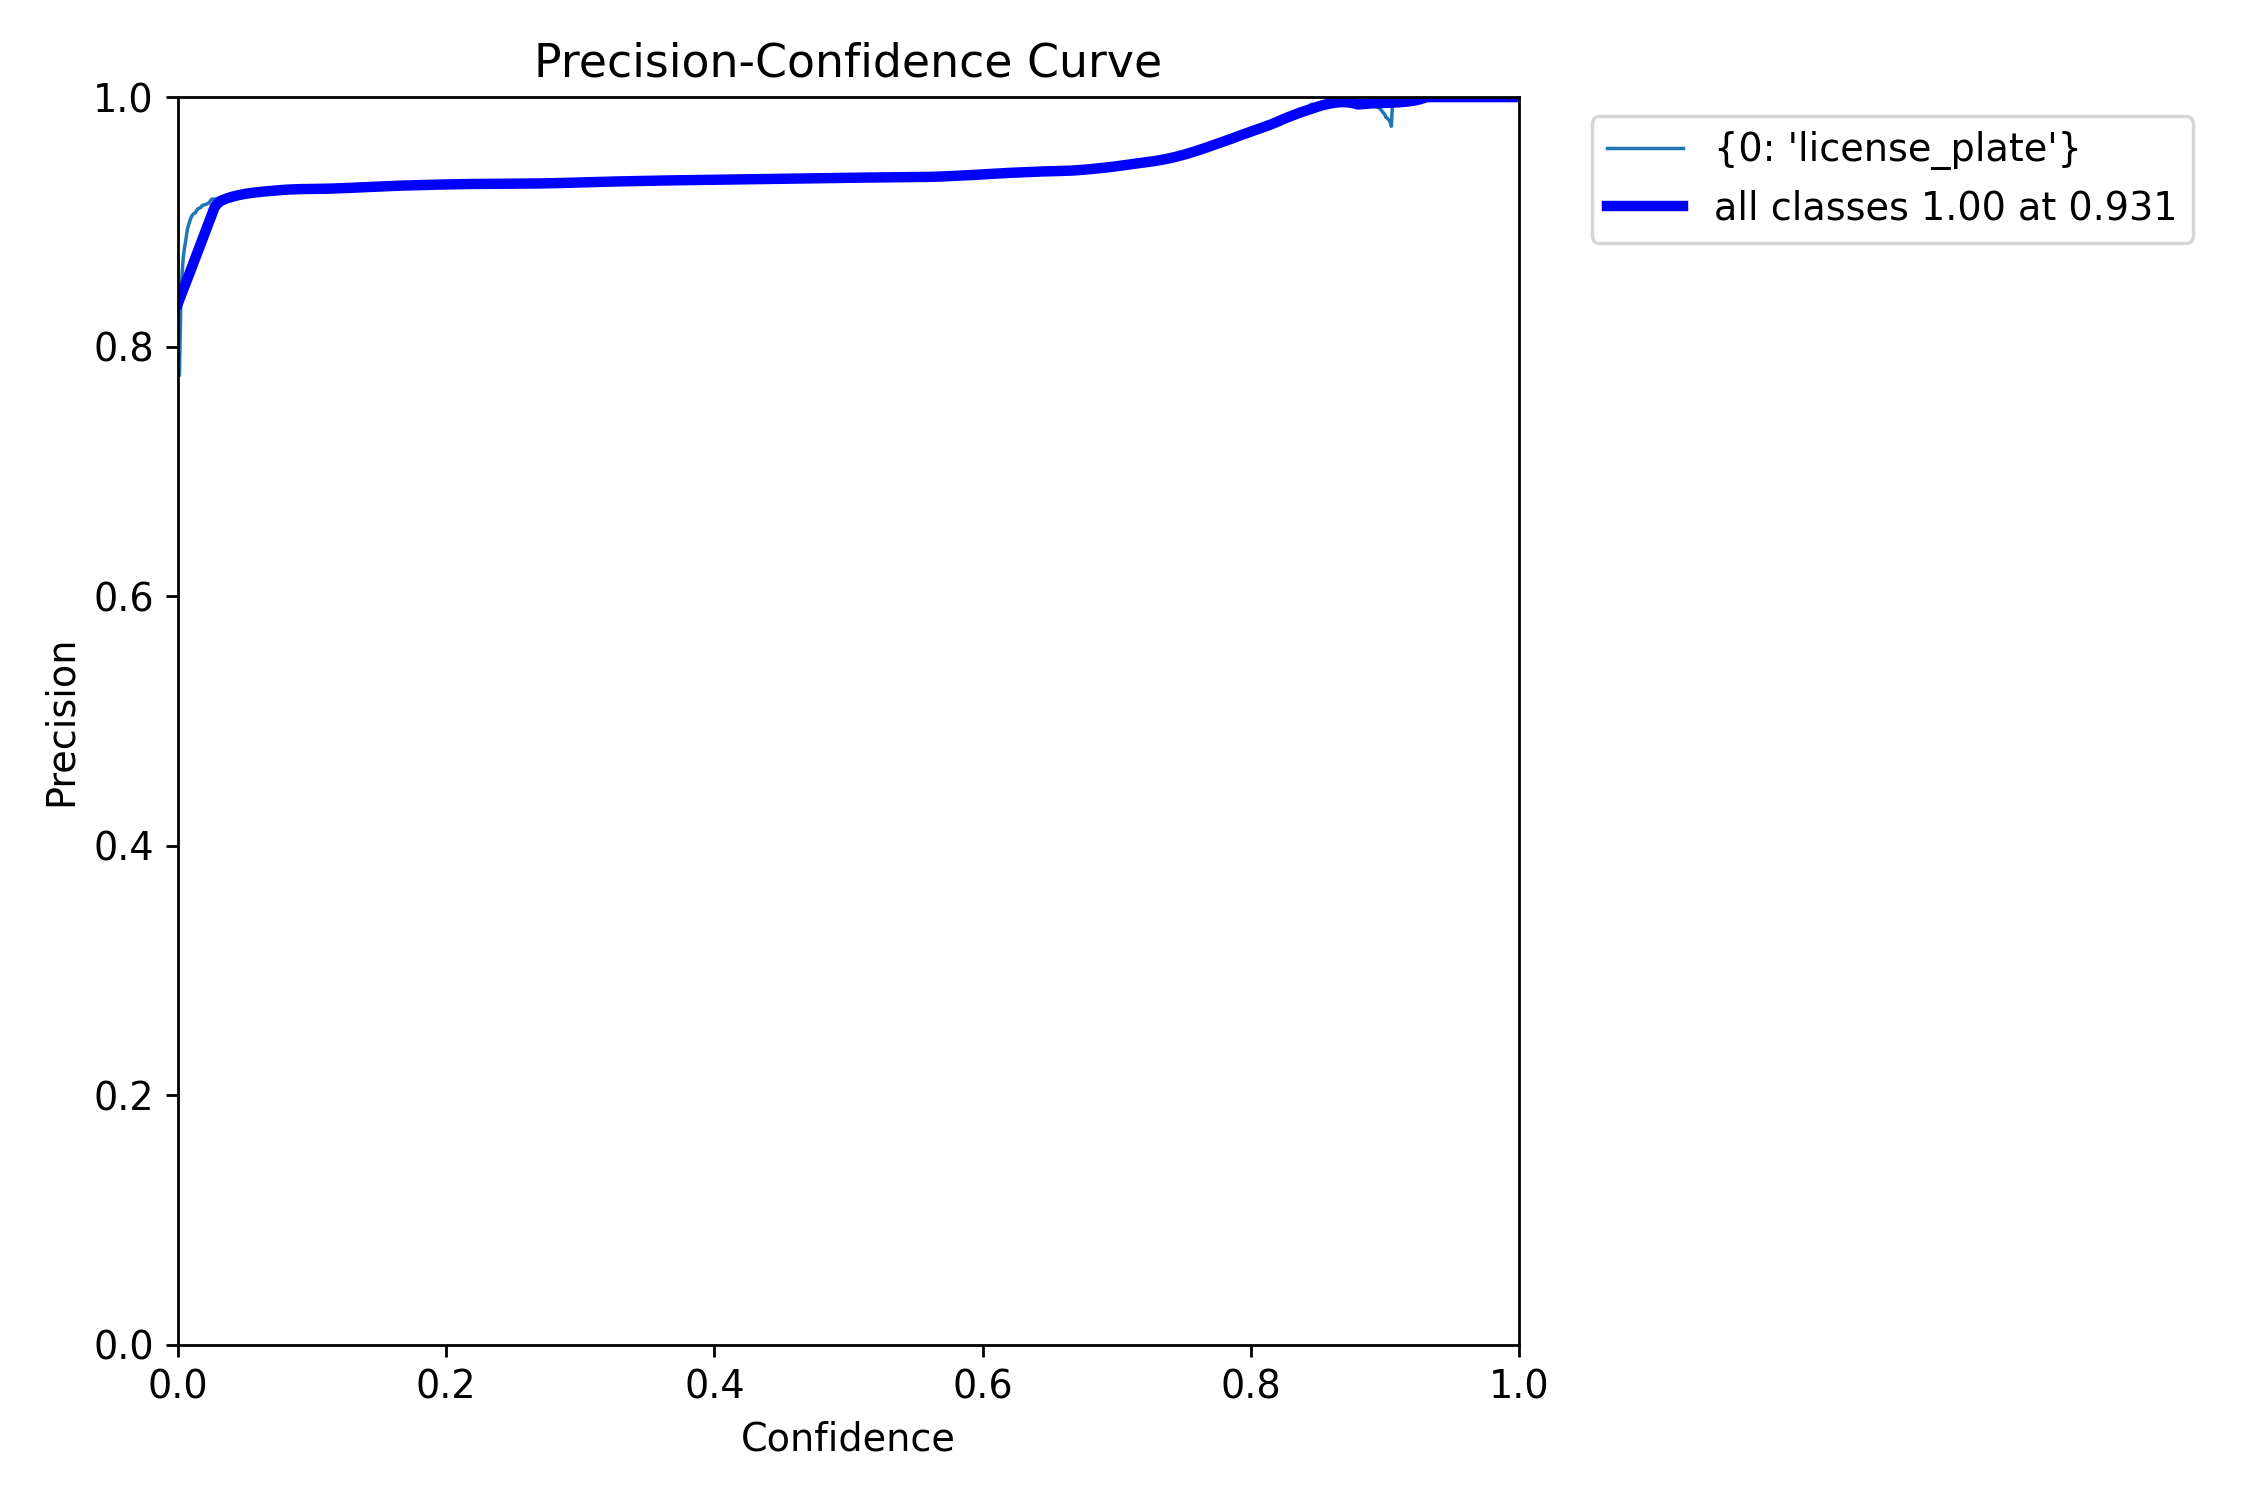 Precision-Confidence Curve
1.0
0.8
0.6
0.4
0.2
0.0
Precision
0.0 0.2 0.4 0.6 0.8 1.0
Confidence
{0: 'license_plate'}
all classes 1.00 at 0.931